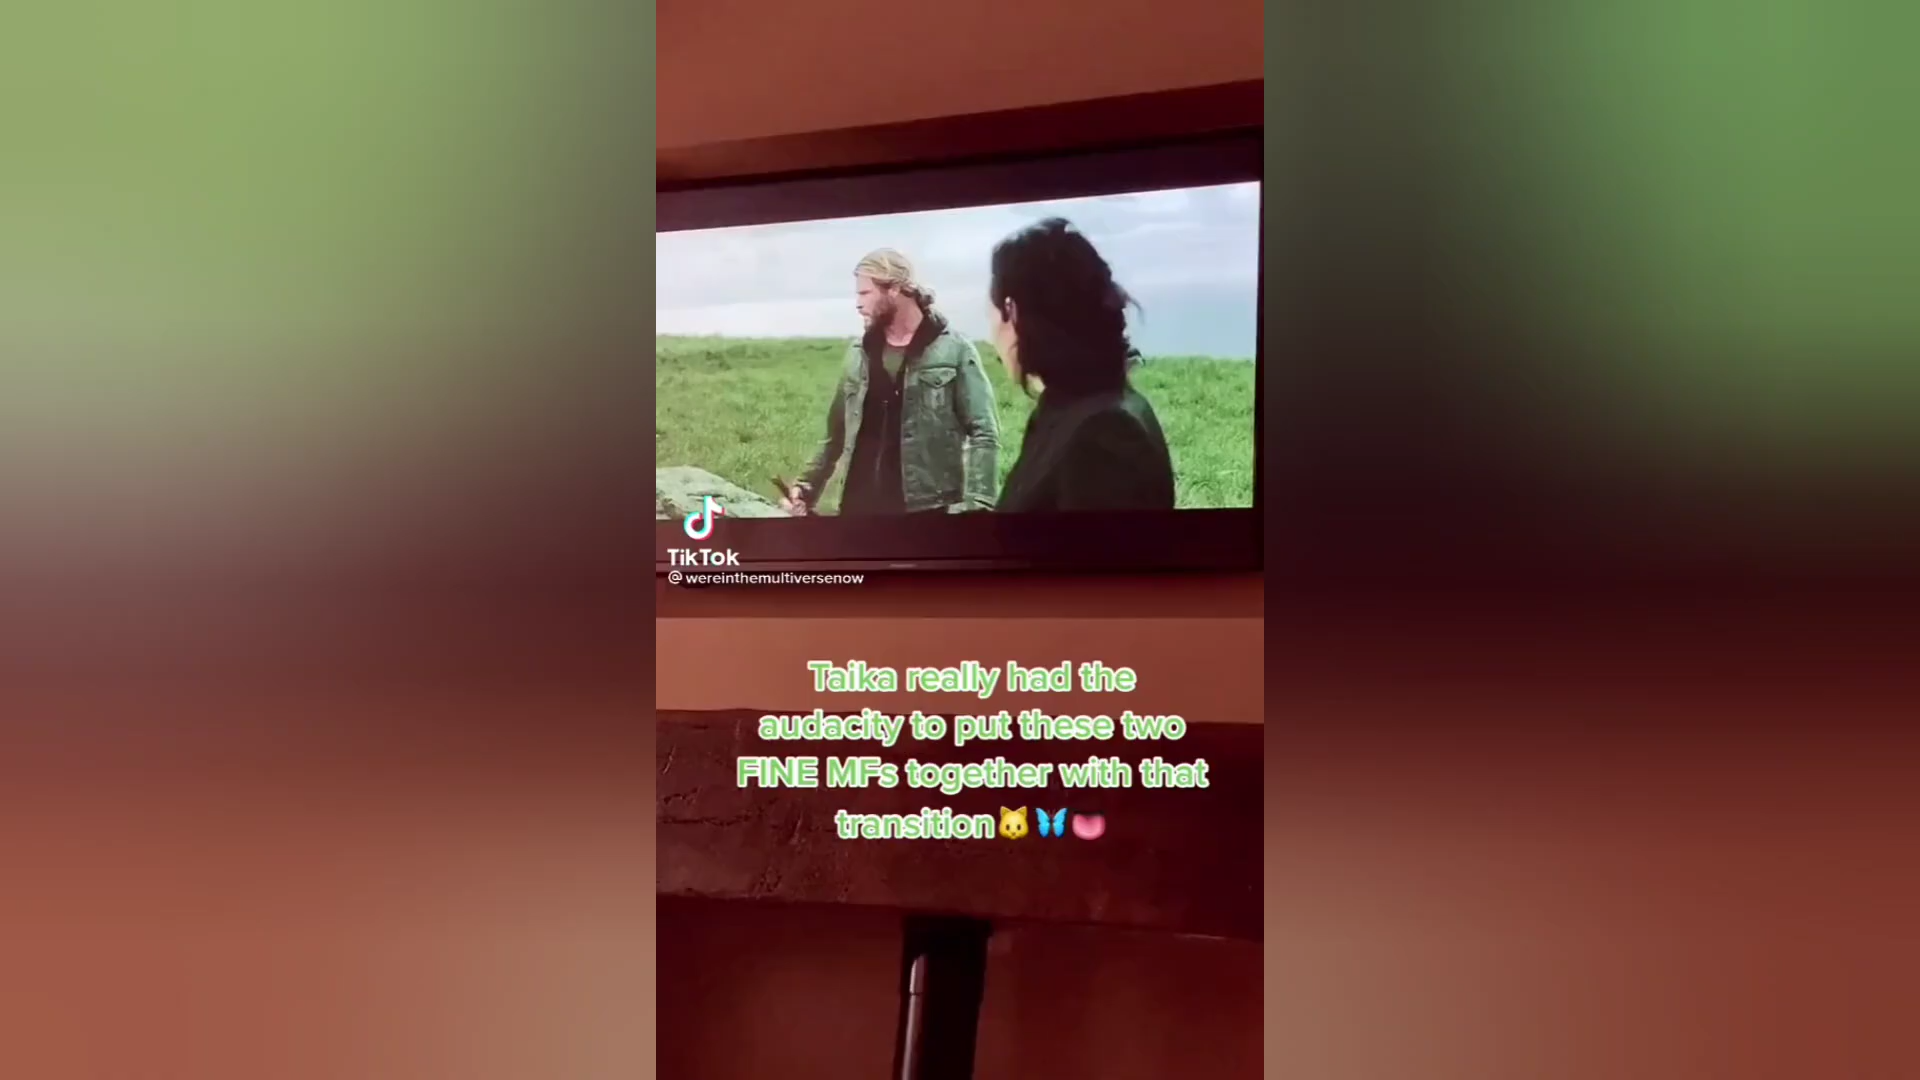 TikTok
@wereinthemultiversenow
Taika really had the
audacity to put these two
FINE MFs together with that
transition🐱🦋👅